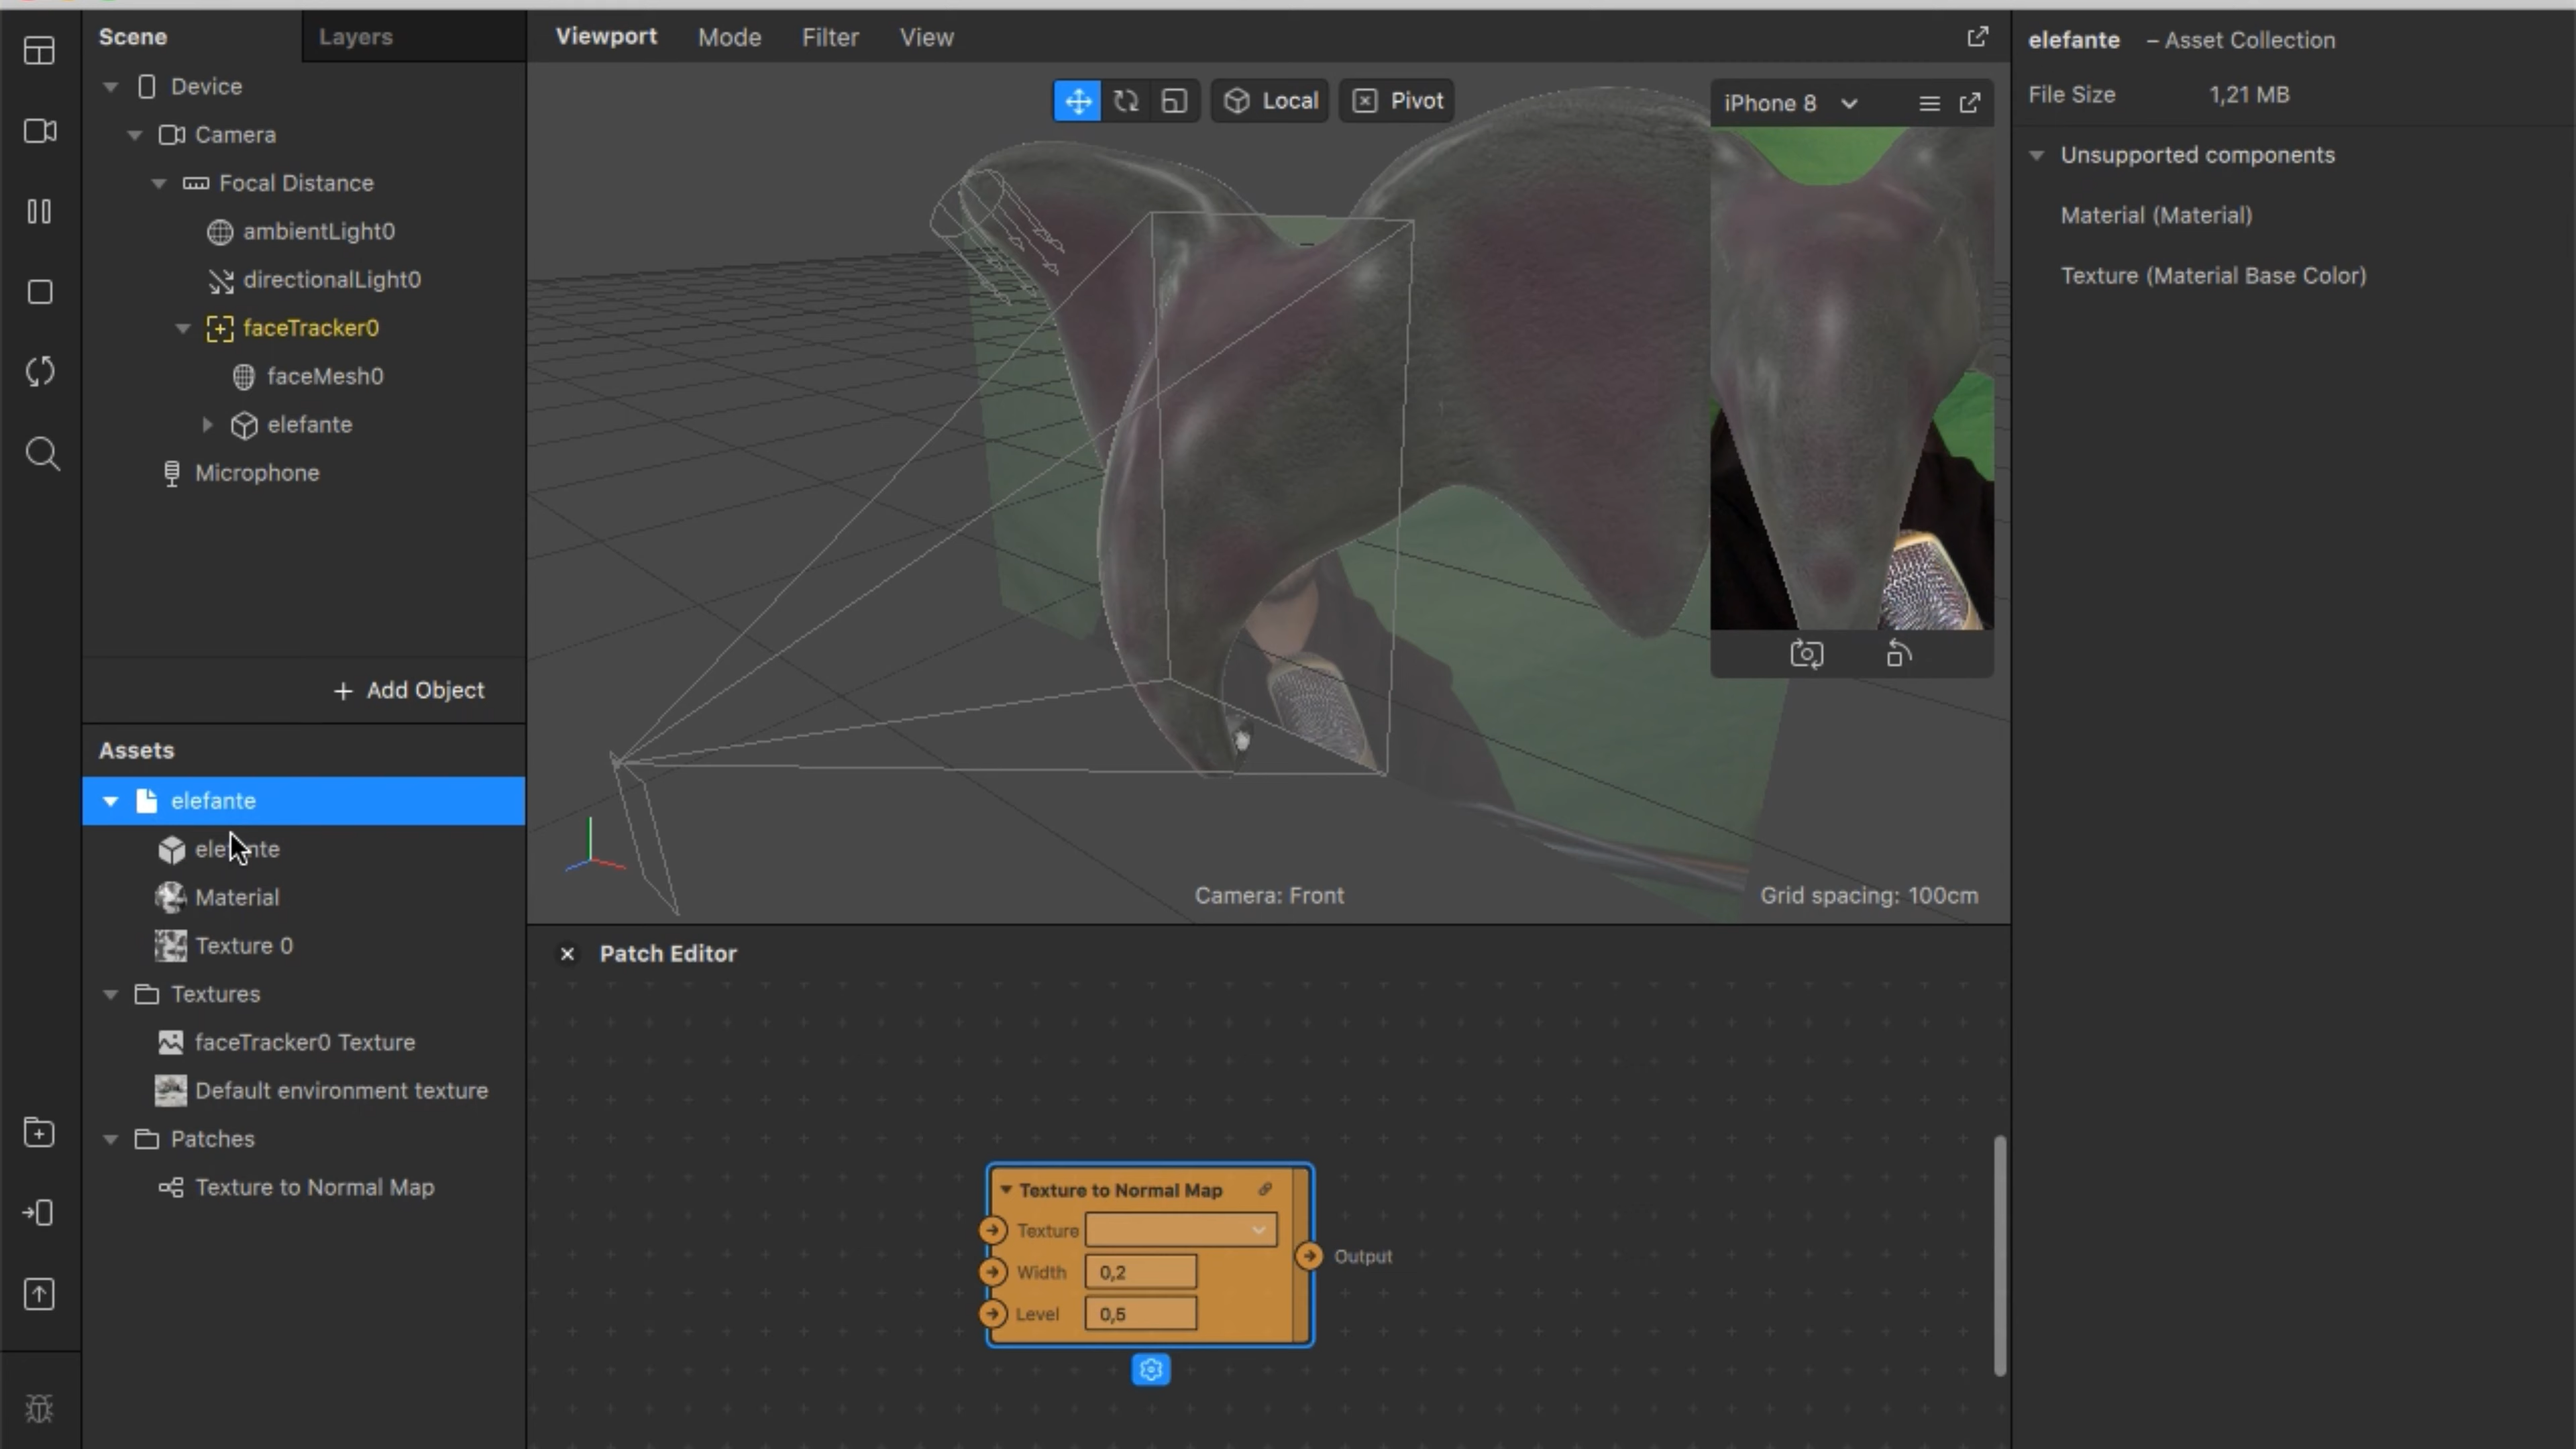 Scene
Layers
Device
Camera
Focal Distance
ambientLight0
directionalLight0
faceTracker0
faceMesh0
elefante
Microphone
+ Add Object
Assets
elefante
elefante
Material
Texture 0
Textures
faceTracker0 Texture
Default environment texture
Patches
Texture to Normal Map
Viewport
Mode
Filter
View
Local
Pivot
iPhone 8
Camera: Front
Grid spacing: 100cm
Patch Editor
Texture to Normal Map
Texture
Width 0,2
Level 0,5
Output
elefante – Asset Collection
File Size 1,21 MB
Unsupported components
Material (Material)
Texture (Material Base Color)